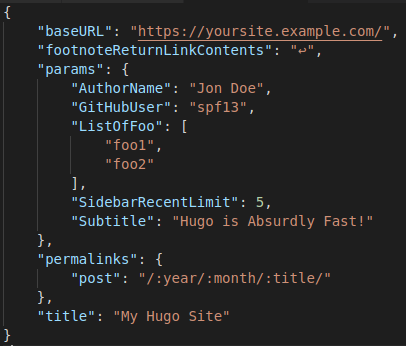 {
    "baseURL": "https://yoursite.example.com/",
    "footnoteReturnLinkContents": "↩",
    "params": {
        "AuthorName": "Jon Doe",
        "GitHubUser": "spf13",
        "ListOfFoo": [
            "foo1",
            "foo2"
        ],
        "SidebarRecentLimit": 5,
        "Subtitle": "Hugo is Absurdly Fast!"
    },
    "permalinks": {
        "post": "/:year/:month/:title/"
    },
    "title": "My Hugo Site"
}